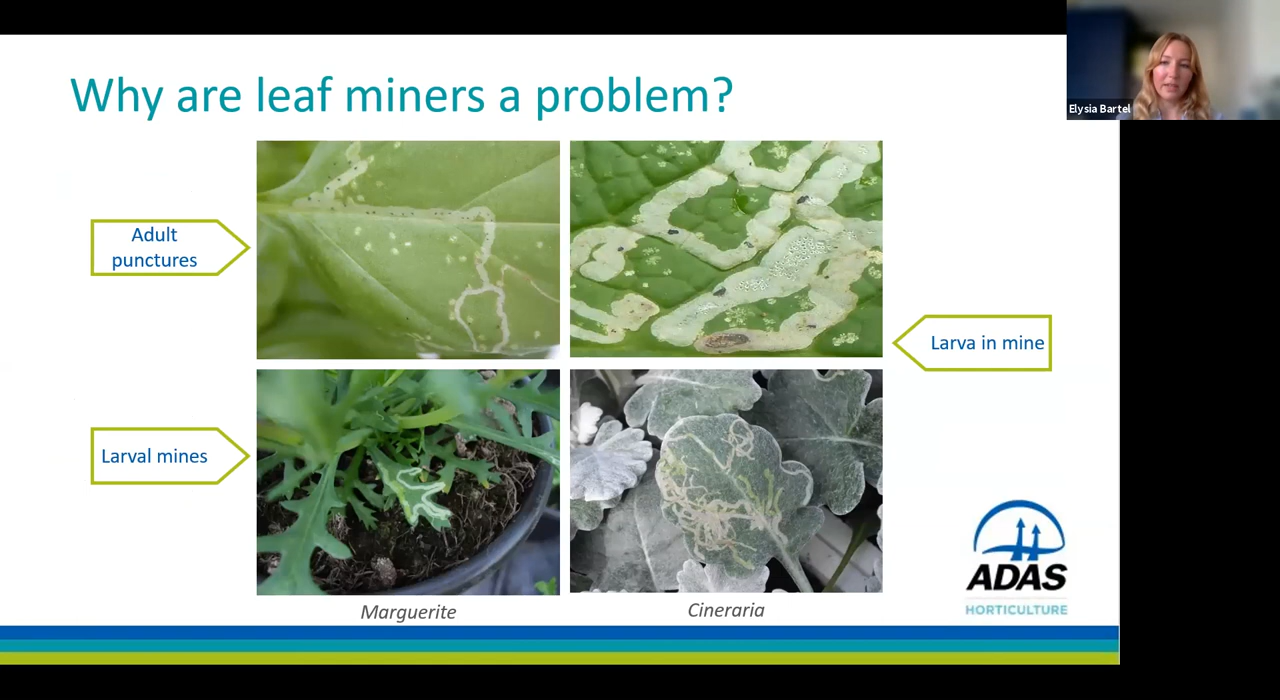 Why are leaf miners a problem?
Elysia Bartel
Adult
punctures
Larva in mine
Larval mines
Marguerite
Cineraria
ADAS
HORTICULTURE